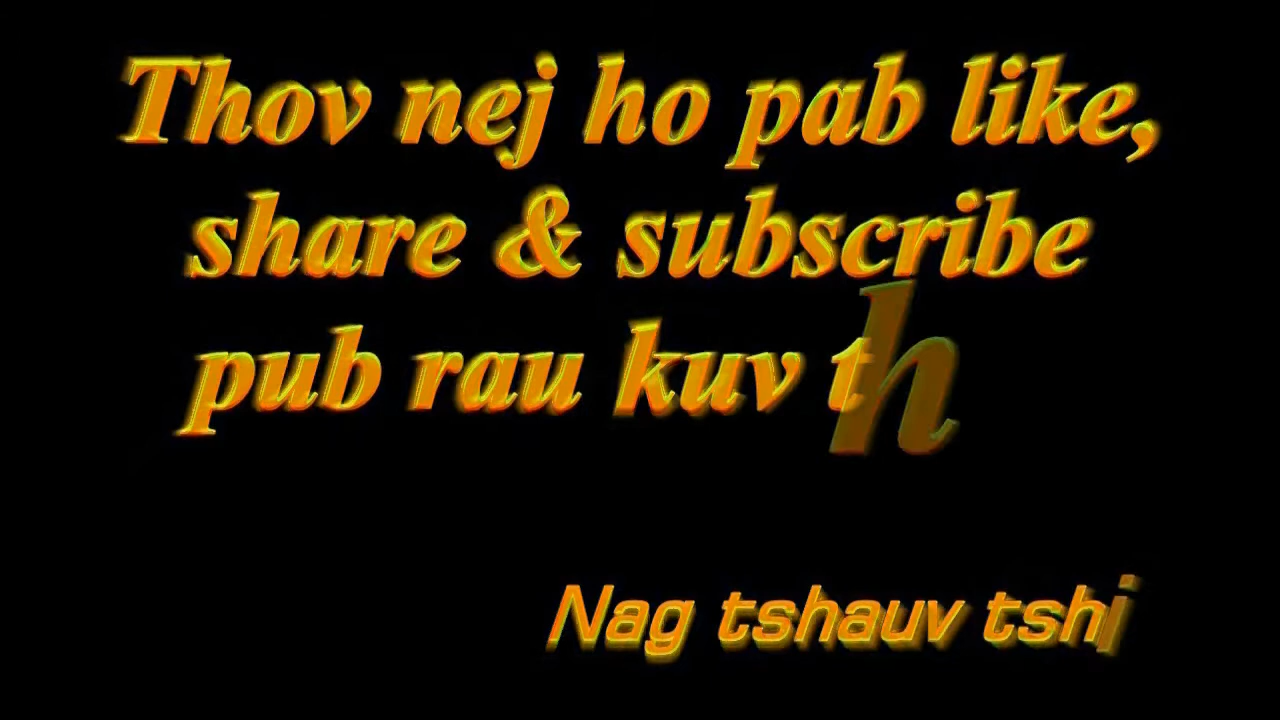 Thov nej ho pab like,
share & subscribe
pub rau kuv th
Nag tshauv tshi